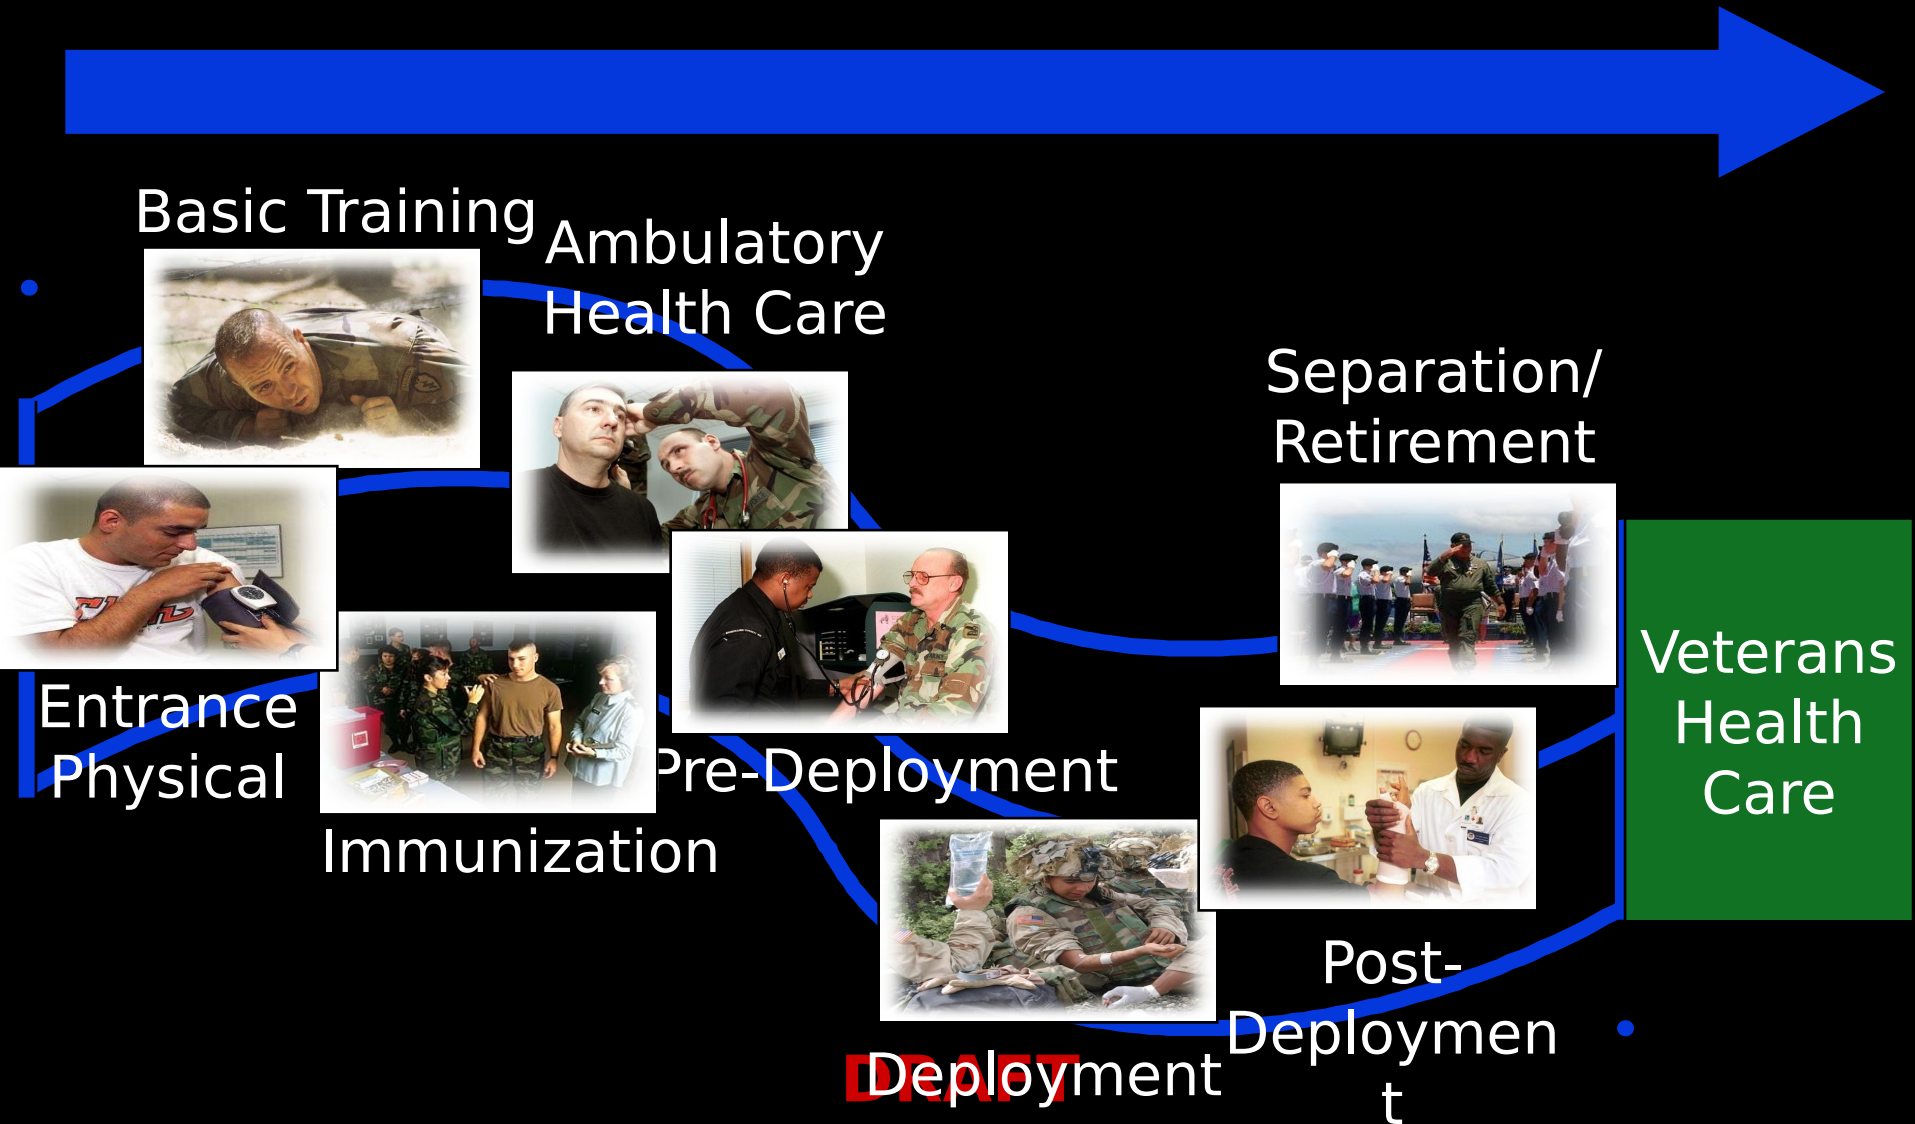 Basic Training
Ambulatory
Health Care
Separation/
Retirement
Veterans
Health
Care
Entrance
Physical
Pre-Deployment
Immunization
Post-
Deploymen
t
Deployment
DRAFT